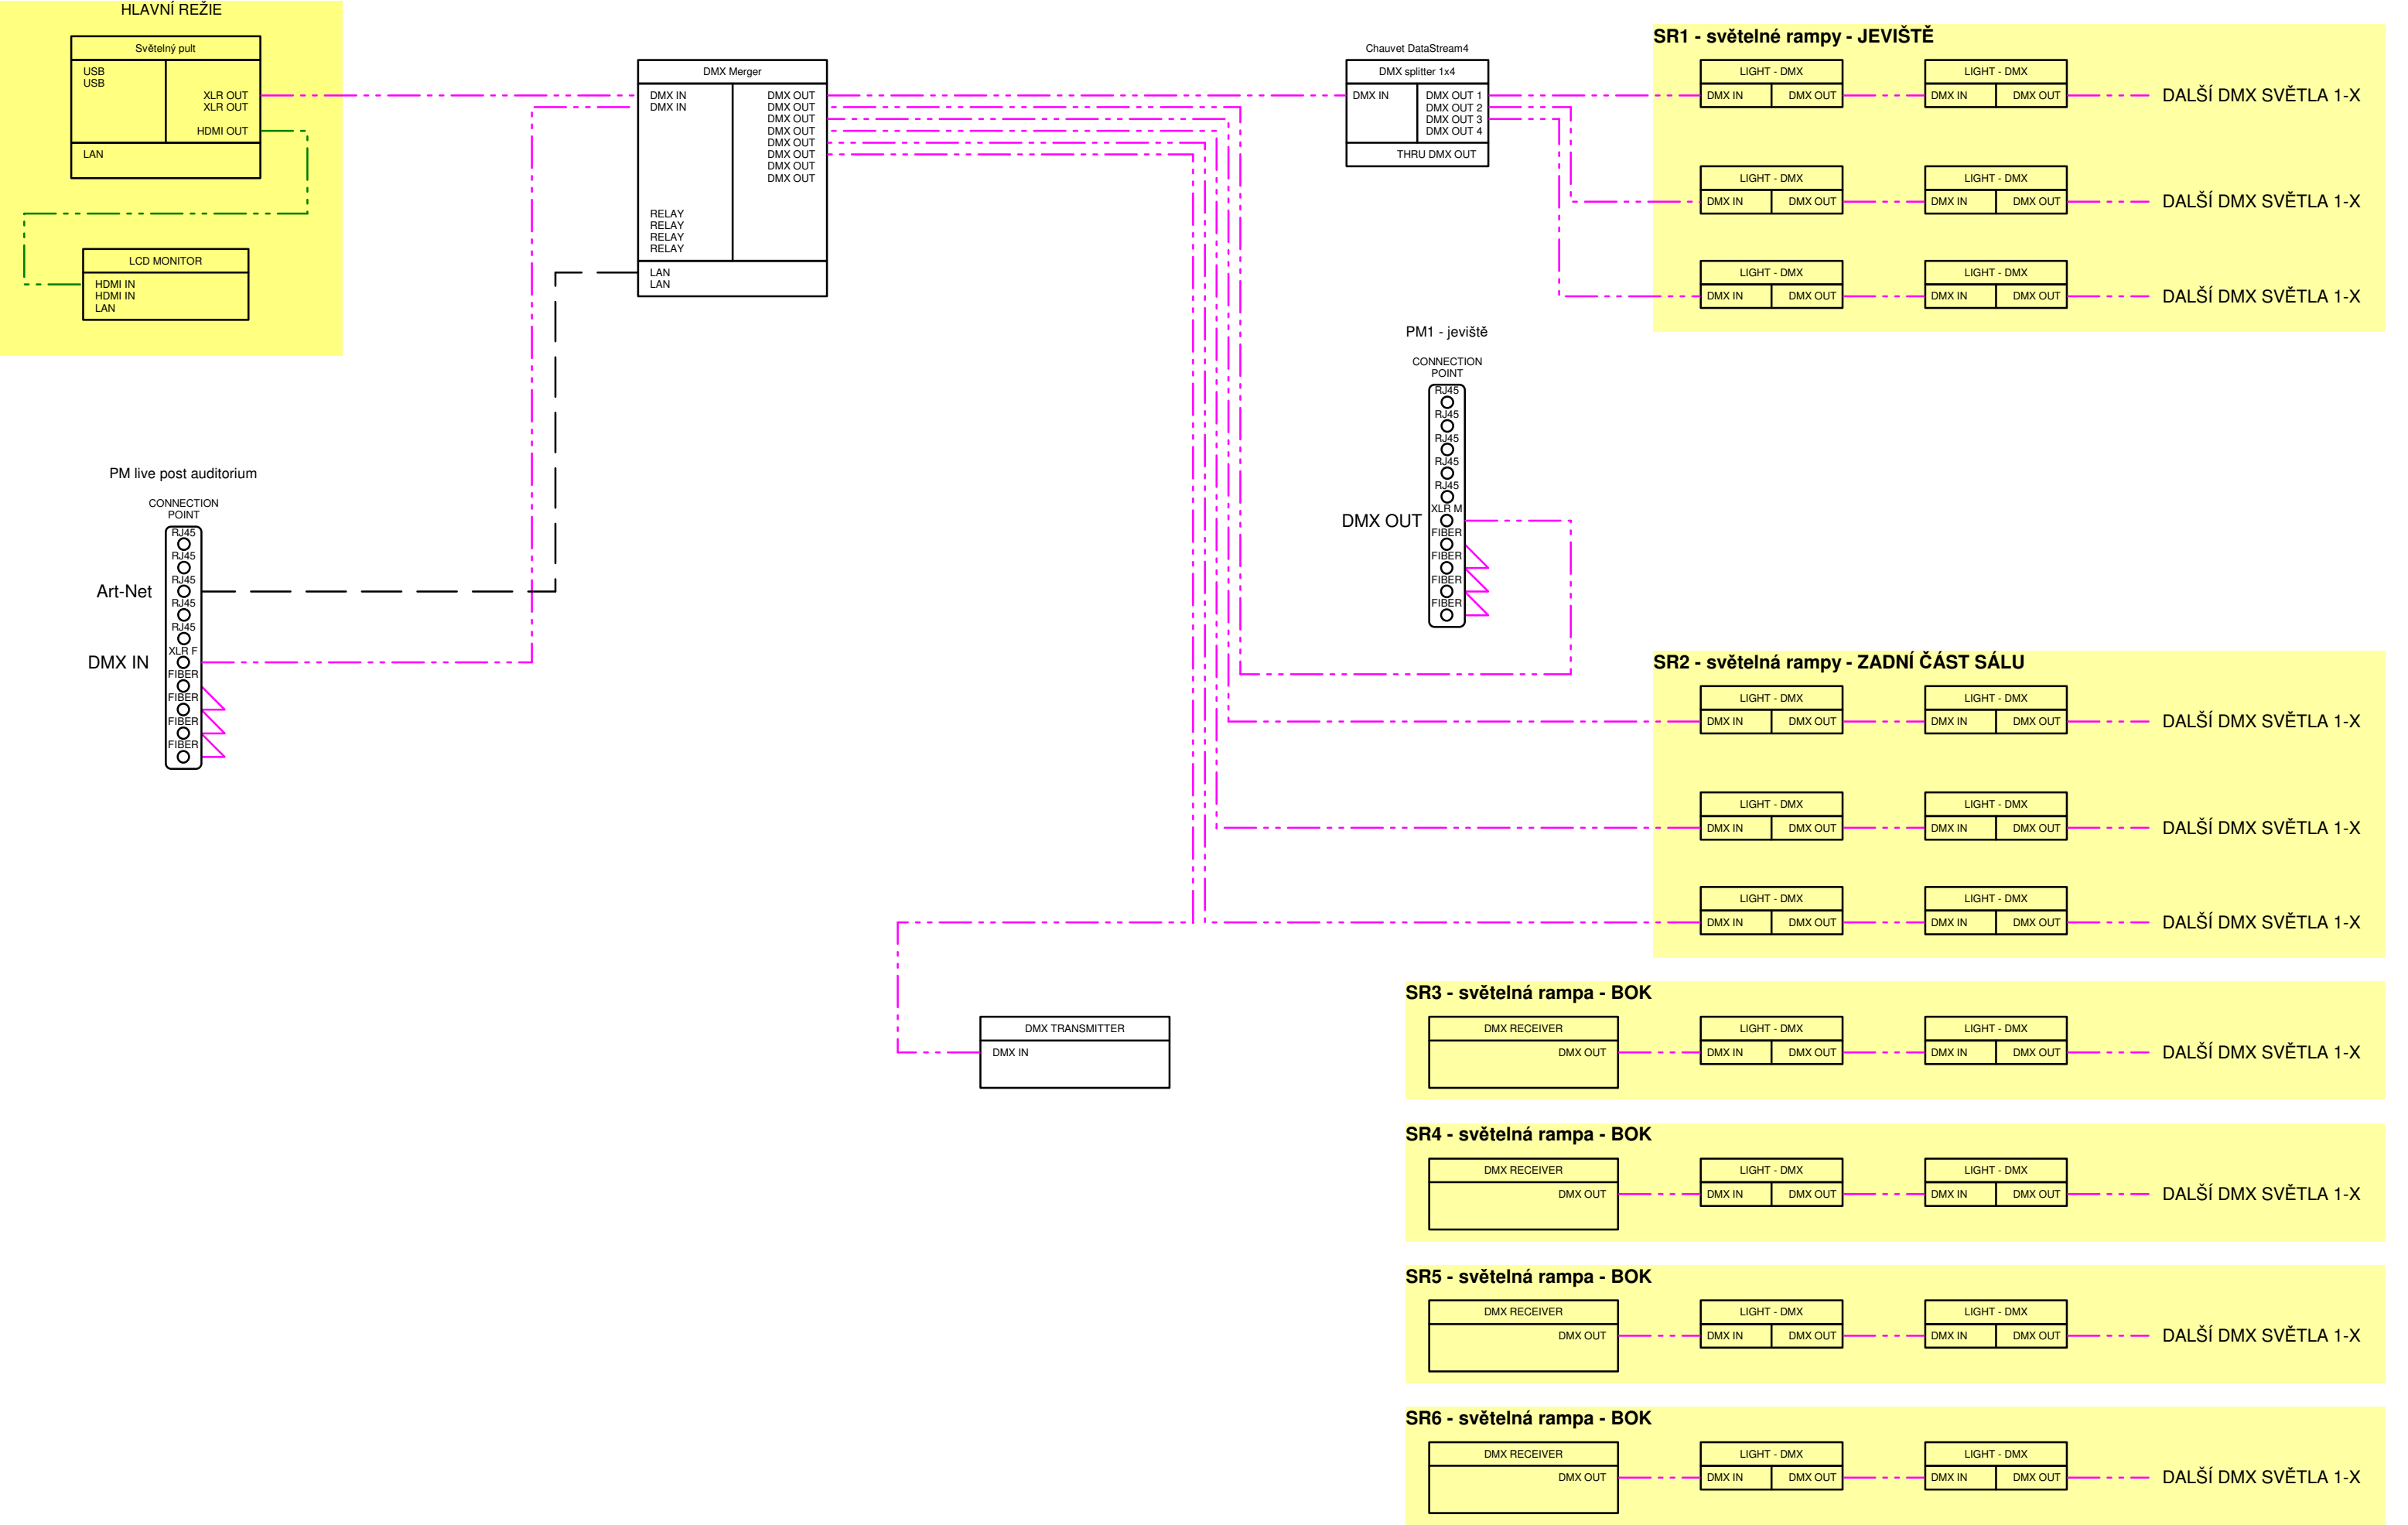 HLAVNÍ REŽIE
Světelný pult
USB
USB
XLR OUT
XLR OUT
HDMI OUT
LAN
LCD MONITOR
HDMI IN
HDMI IN
LAN
PM live post auditorium
CONNECTION
POINT
RJ45
RJ45
RJ45
RJ45
RJ45
XLR F
FIBER
FIBER
FIBER
FIBER
Art-Net
DMX IN
DMX Merger
DMX IN
DMX IN
DMX OUT
DMX OUT
DMX OUT
DMX OUT
DMX OUT
DMX OUT
DMX OUT
DMX OUT
RELAY
RELAY
RELAY
RELAY
LAN
LAN
Chauvet DataStream4
DMX splitter 1x4
DMX IN
DMX OUT 1
DMX OUT 2
DMX OUT 3
DMX OUT 4
THRU DMX OUT
PM1 - jeviště
CONNECTION
POINT
RJ45
RJ45
RJ45
RJ45
RJ45
XLR M
FIBER
FIBER
FIBER
FIBER
DMX OUT
DMX TRANSMITTER
DMX IN
SR1 - světelné rampy - JEVIŠTĚ
LIGHT - DMX
DMX IN
DMX OUT
LIGHT - DMX
DMX IN
DMX OUT
DALŠÍ DMX SVĚTLA 1-X
LIGHT - DMX
DMX IN
DMX OUT
LIGHT - DMX
DMX IN
DMX OUT
DALŠÍ DMX SVĚTLA 1-X
LIGHT - DMX
DMX IN
DMX OUT
LIGHT - DMX
DMX IN
DMX OUT
DALŠÍ DMX SVĚTLA 1-X
SR2 - světelná rampy - ZADNÍ ČÁST SÁLU
LIGHT - DMX
DMX IN
DMX OUT
LIGHT - DMX
DMX IN
DMX OUT
DALŠÍ DMX SVĚTLA 1-X
LIGHT - DMX
DMX IN
DMX OUT
LIGHT - DMX
DMX IN
DMX OUT
DALŠÍ DMX SVĚTLA 1-X
LIGHT - DMX
DMX IN
DMX OUT
LIGHT - DMX
DMX IN
DMX OUT
DALŠÍ DMX SVĚTLA 1-X
SR3 - světelná rampa - BOK
DMX RECEIVER
DMX OUT
LIGHT - DMX
DMX IN
DMX OUT
LIGHT - DMX
DMX IN
DMX OUT
DALŠÍ DMX SVĚTLA 1-X
SR4 - světelná rampa - BOK
DMX RECEIVER
DMX OUT
LIGHT - DMX
DMX IN
DMX OUT
LIGHT - DMX
DMX IN
DMX OUT
DALŠÍ DMX SVĚTLA 1-X
SR5 - světelná rampa - BOK
DMX RECEIVER
DMX OUT
LIGHT - DMX
DMX IN
DMX OUT
LIGHT - DMX
DMX IN
DMX OUT
DALŠÍ DMX SVĚTLA 1-X
SR6 - světelná rampa - BOK
DMX RECEIVER
DMX OUT
LIGHT - DMX
DMX IN
DMX OUT
LIGHT - DMX
DMX IN
DMX OUT
DALŠÍ DMX SVĚTLA 1-X